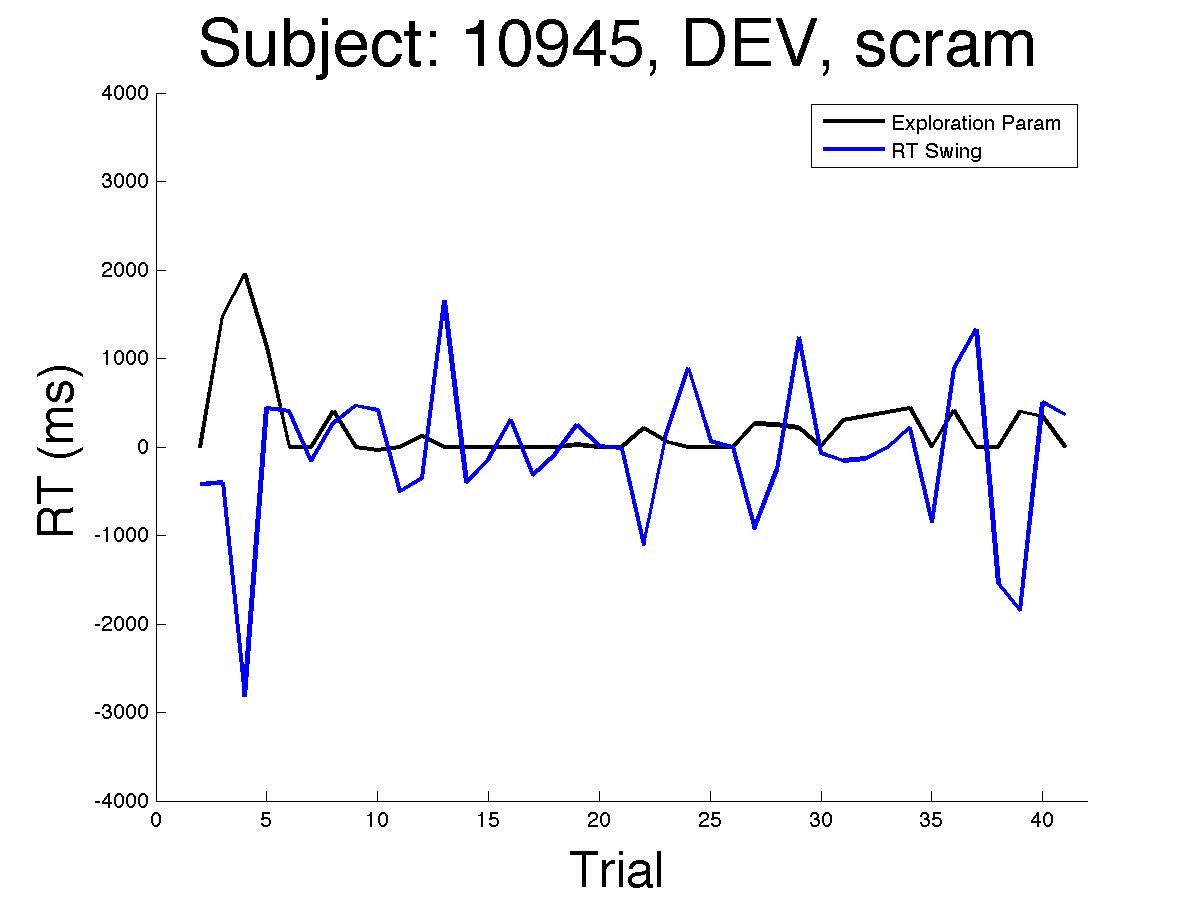 Subject: 10945, DEV, scram
4000
3000
2000
1000
0
-1000
-2000
-3000
-4000
RT (ms)
Exploration Param
RT Swing
0 5 10 15 20 25 30 35 40
Trial